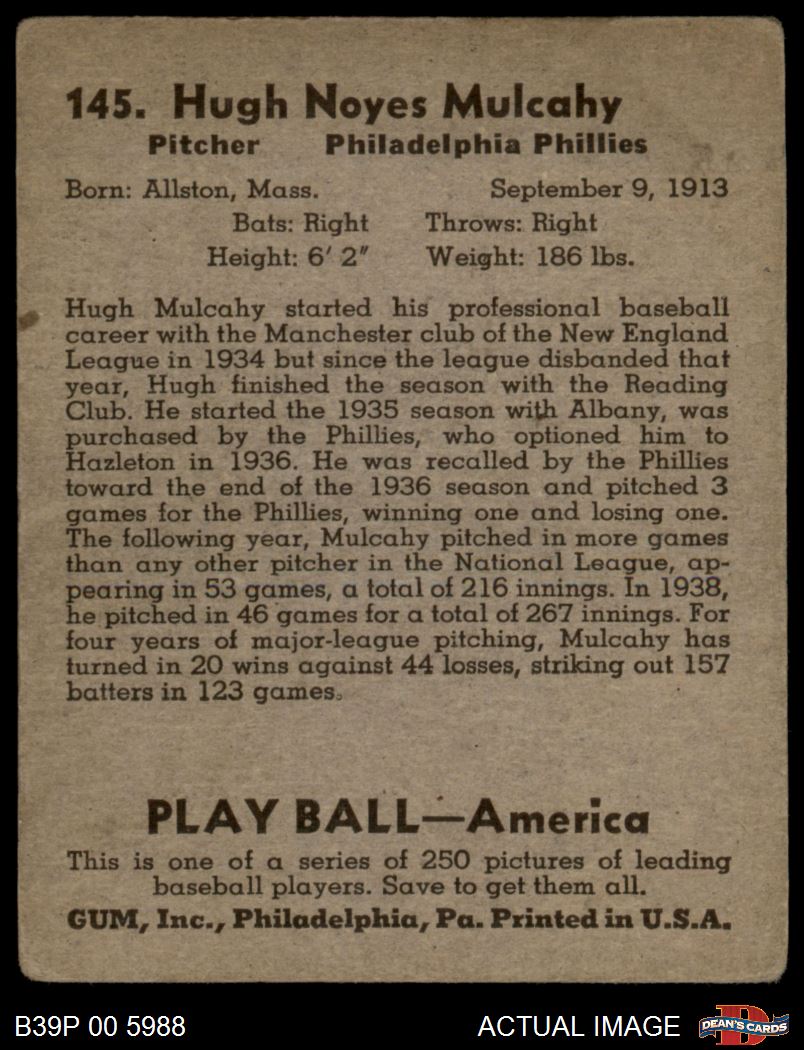 145. Hugh Noyes Mulcahy
Pitcher Philadelphia Phillies
Born: Allston, Mass. September 9, 1913
Bats: Right Throws: Right
Height: 6' 2" Weight: 186 lbs.
Hugh Mulcahy started his professional baseball
career with the Manchester club of the New England
League in 1934 but since the league disbanded that
year, Hugh finished the season with the Reading
Club. He started the 1935 season with Albany, was
purchased by the Phillies, who optioned him to
Hazleton in 1936. He was recalled by the Phillies
toward the end of the 1936 season and pitched 3
games for the Phillies, winning one and losing one.
The following year, Mulcahy pitched in more games
than any other pitcher in the National League, ap-
pearing in 53 games, a total of 216 innings. In 1938,
he pitched in 46 games for a total of 267 innings. For
four years of major-league pitching, Mulcahy has
turned in 20 wins against 44 losses, striking out 157
batters in 123 games.
PLAY BALL—America
This is one of a series of 250 pictures of leading
baseball players. Save to get them all.
GUM, Inc., Philadelphia, Pa. Printed in U.S.A.
B39P 00 5988 ACTUAL IMAGE D DEAN'S CARDS